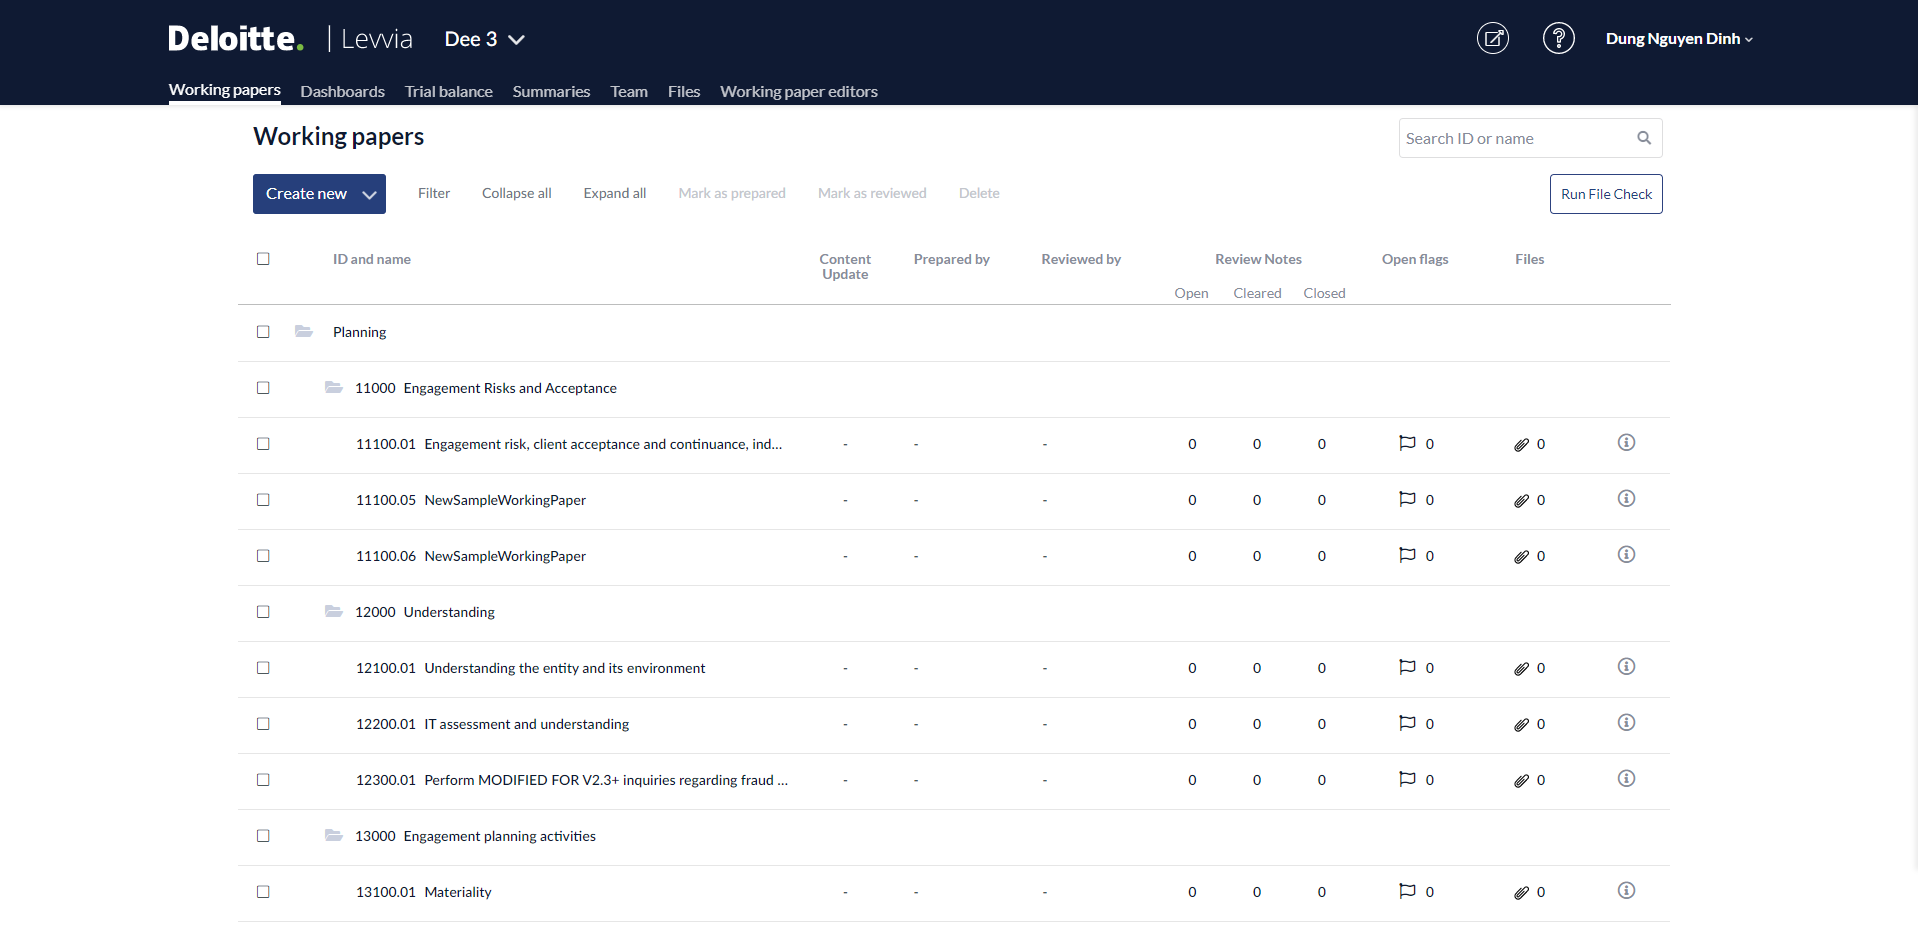 Deloitte. | Levvia Dee 3 Dung Nguyen Dinh
Working papers Dashboards Trial balance Summaries Team Files Working paper editors
Working papers
Search ID or name
Create new Filter Collapse all Expand all Mark as prepared Mark as reviewed Delete Run File Check
ID and name Content Update Prepared by Reviewed by Review Notes Open flags Files
Open Cleared Closed
Planning
11000 Engagement Risks and Acceptance
11100.01 Engagement risk, client acceptance and continuance, ind... - - - 0 0 0 0 0
11100.05 NewSampleWorkingPaper - - - 0 0 0 0 0
11100.06 NewSampleWorkingPaper - - - 0 0 0 0 0
12000 Understanding
12100.01 Understanding the entity and its environment - - - 0 0 0 0 0
12200.01 IT assessment and understanding - - - 0 0 0 0 0
12300.01 Perform MODIFIED FOR V2.3+ inquiries regarding fraud ... - - - 0 0 0 0 0
13000 Engagement planning activities
13100.01 Materiality - - - 0 0 0 0 0